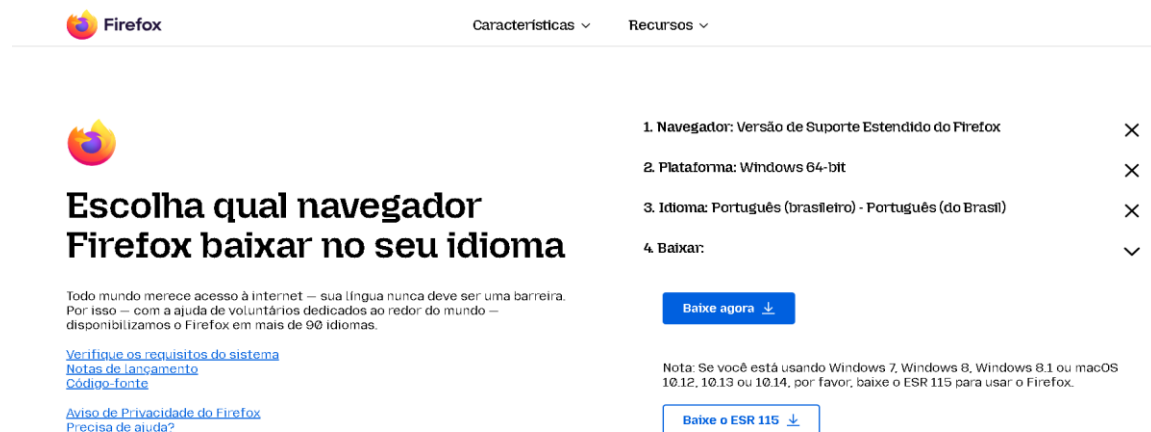 Firefox
Características
Recursos
Escolha qual navegador
Firefox baixar no seu idioma
Todo mundo merece acesso à internet — sua língua nunca deve ser uma barreira.
Por isso — com a ajuda de voluntários dedicados ao redor do mundo —
disponibilizamos o Firefox em mais de 90 idiomas.
Verifique os requisitos do sistema
Notas de lançamento
Código-fonte
Aviso de Privacidade do Firefox
Precisa de ajuda?
1. Navegador: Versão de Suporte Estendido do Firefox
2. Plataforma: Windows 64-bit
3. Idioma: Português (brasileiro) - Português (do Brasil)
4. Baixar:
Baixe agora
Nota: Se você está usando Windows 7, Windows 8, Windows 8.1 ou macOS
10.12, 10.13 ou 10.14, por favor, baixe o ESR 115 para usar o Firefox.
Baixe o ESR 115